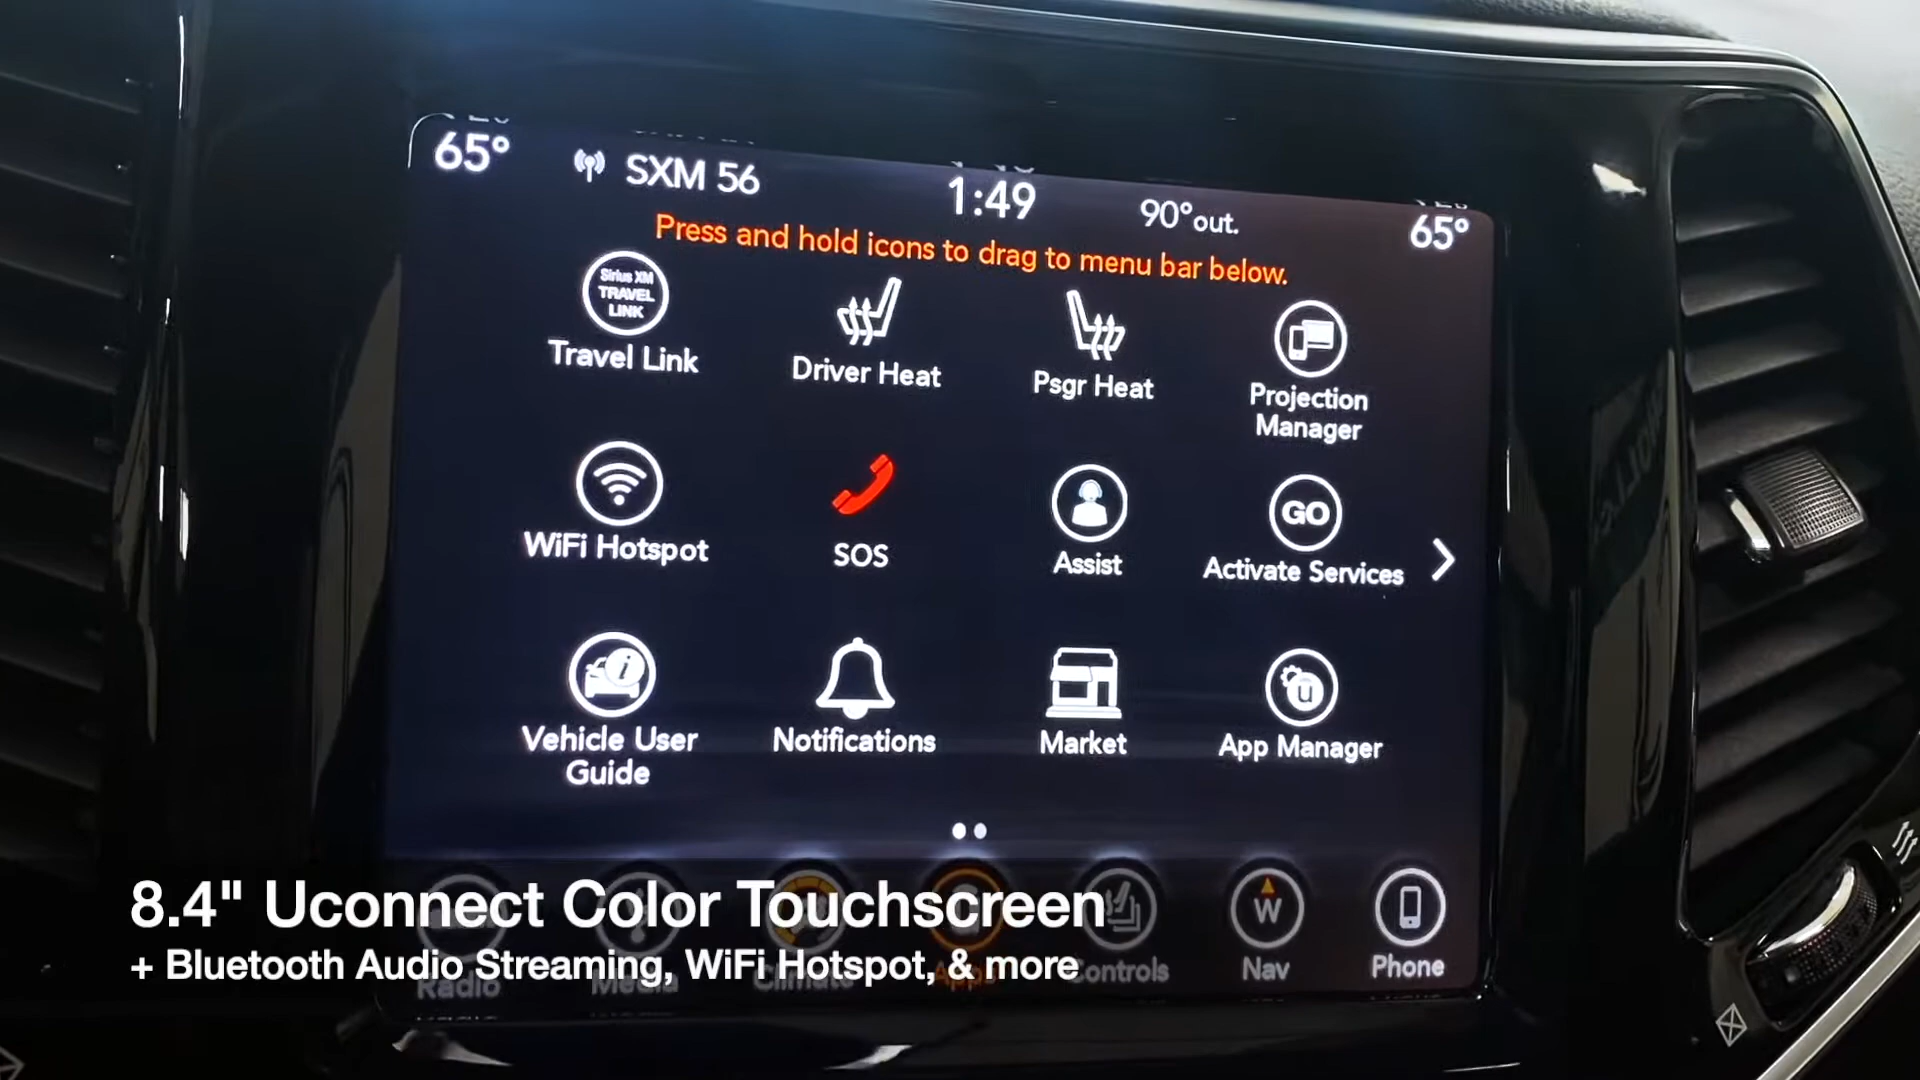 65° SXM 56 1:49 90°out. 65°
Press and hold icons to drag to menu bar below.
Sirius XM
TRAVEL
LINK
Travel Link
Driver Heat
Psgr Heat
Projection
Manager
WiFi Hotspot
SOS
Assist
GO
Activate Services
Vehicle User
Guide
Notifications
Market
App Manager
8.4" Uconnect Color Touchscreen
+ Bluetooth Audio Streaming, WiFi Hotspot, & more
Radio Media Climate Apps Controls Nav Phone